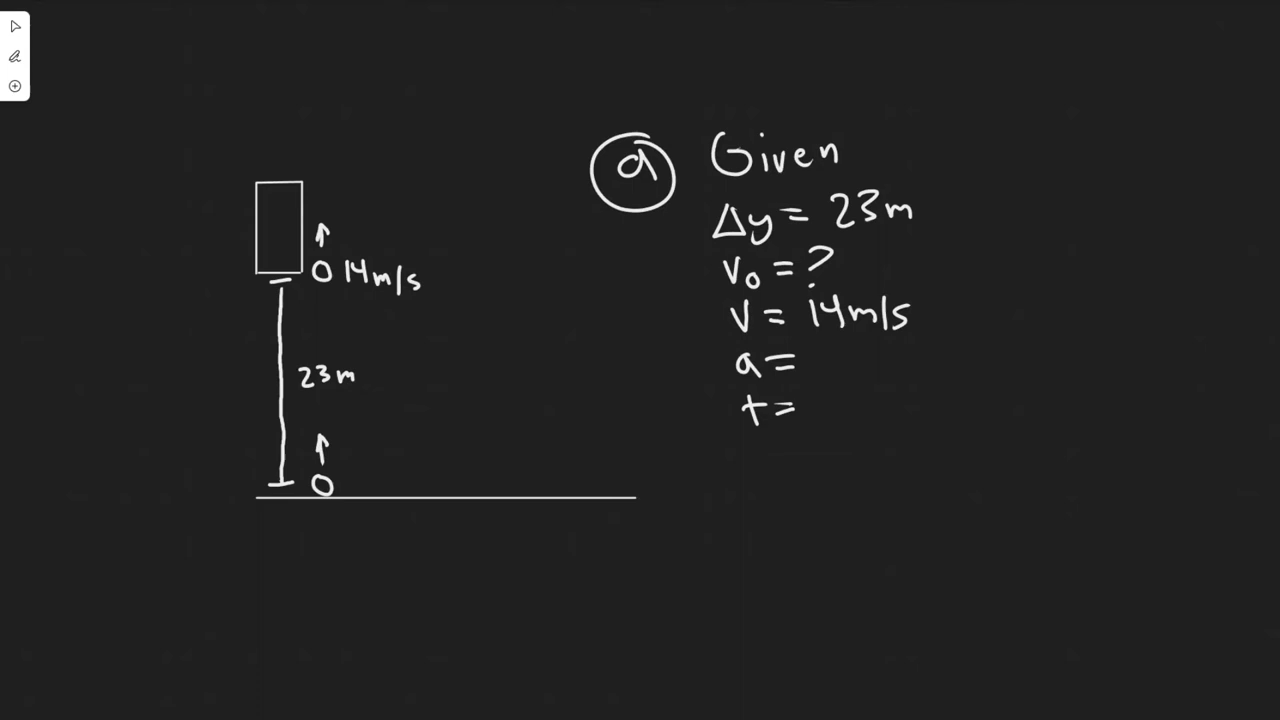 a Given
Δy = 23m
v₀ = ?
v = 14m/s
a =
t =
14m/s
23m